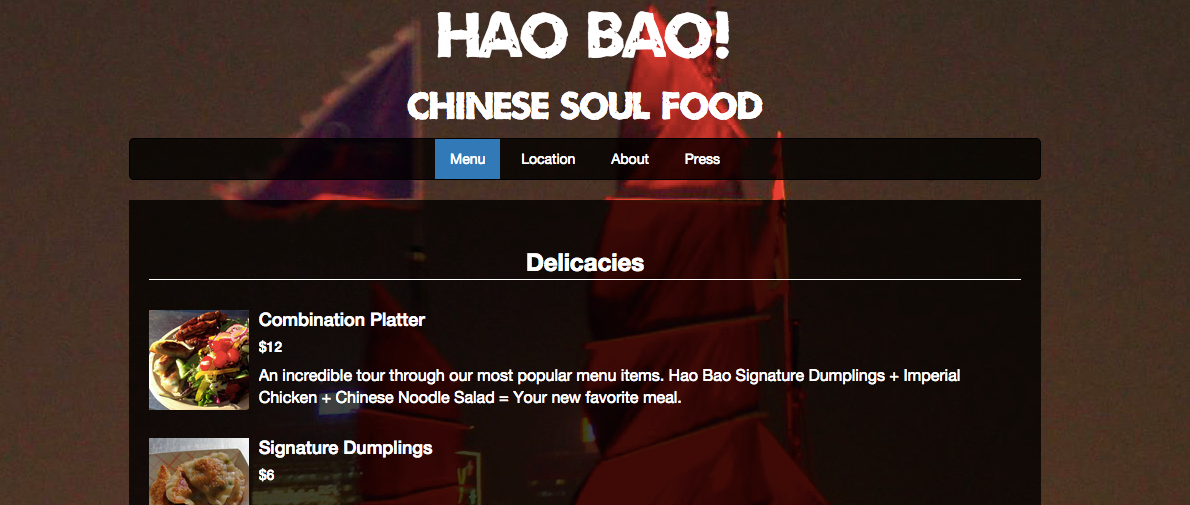 HAO BAO!
CHINESE SOUL FOOD
Menu Location About Press
Delicacies
Combination Platter
$12
An incredible tour through our most popular menu items. Hao Bao Signature Dumplings + Imperial
Chicken + Chinese Noodle Salad = Your new favorite meal.
Signature Dumplings
$6